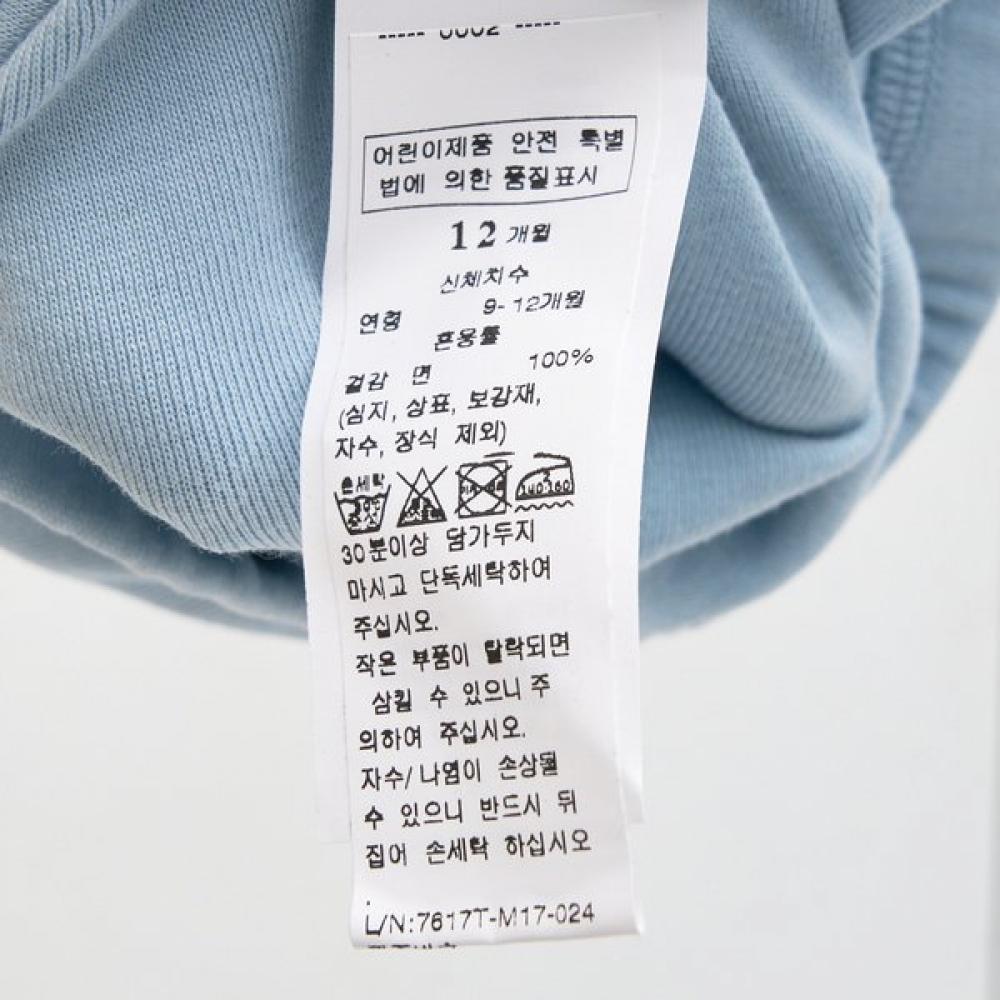 ----- 0002 -----
어린이제품 안전 특별
법에 의한 품질표시
12 개월
신체치수
연령 9-12개월
혼용률
겉감 면 100%
(심지, 상표, 보강재,
자수, 장식 제외)
손세탁
140-160
30분이상 담가두지
마시고 단독세탁하여
주십시오.
작은 부품이 탈락되면
삼킬 수 있으니 주
의하여 주십시오.
자수/나염이 손상될
수 있으니 반드시 뒤
집어 손세탁 하십시오
L/N:7617T-M17-024